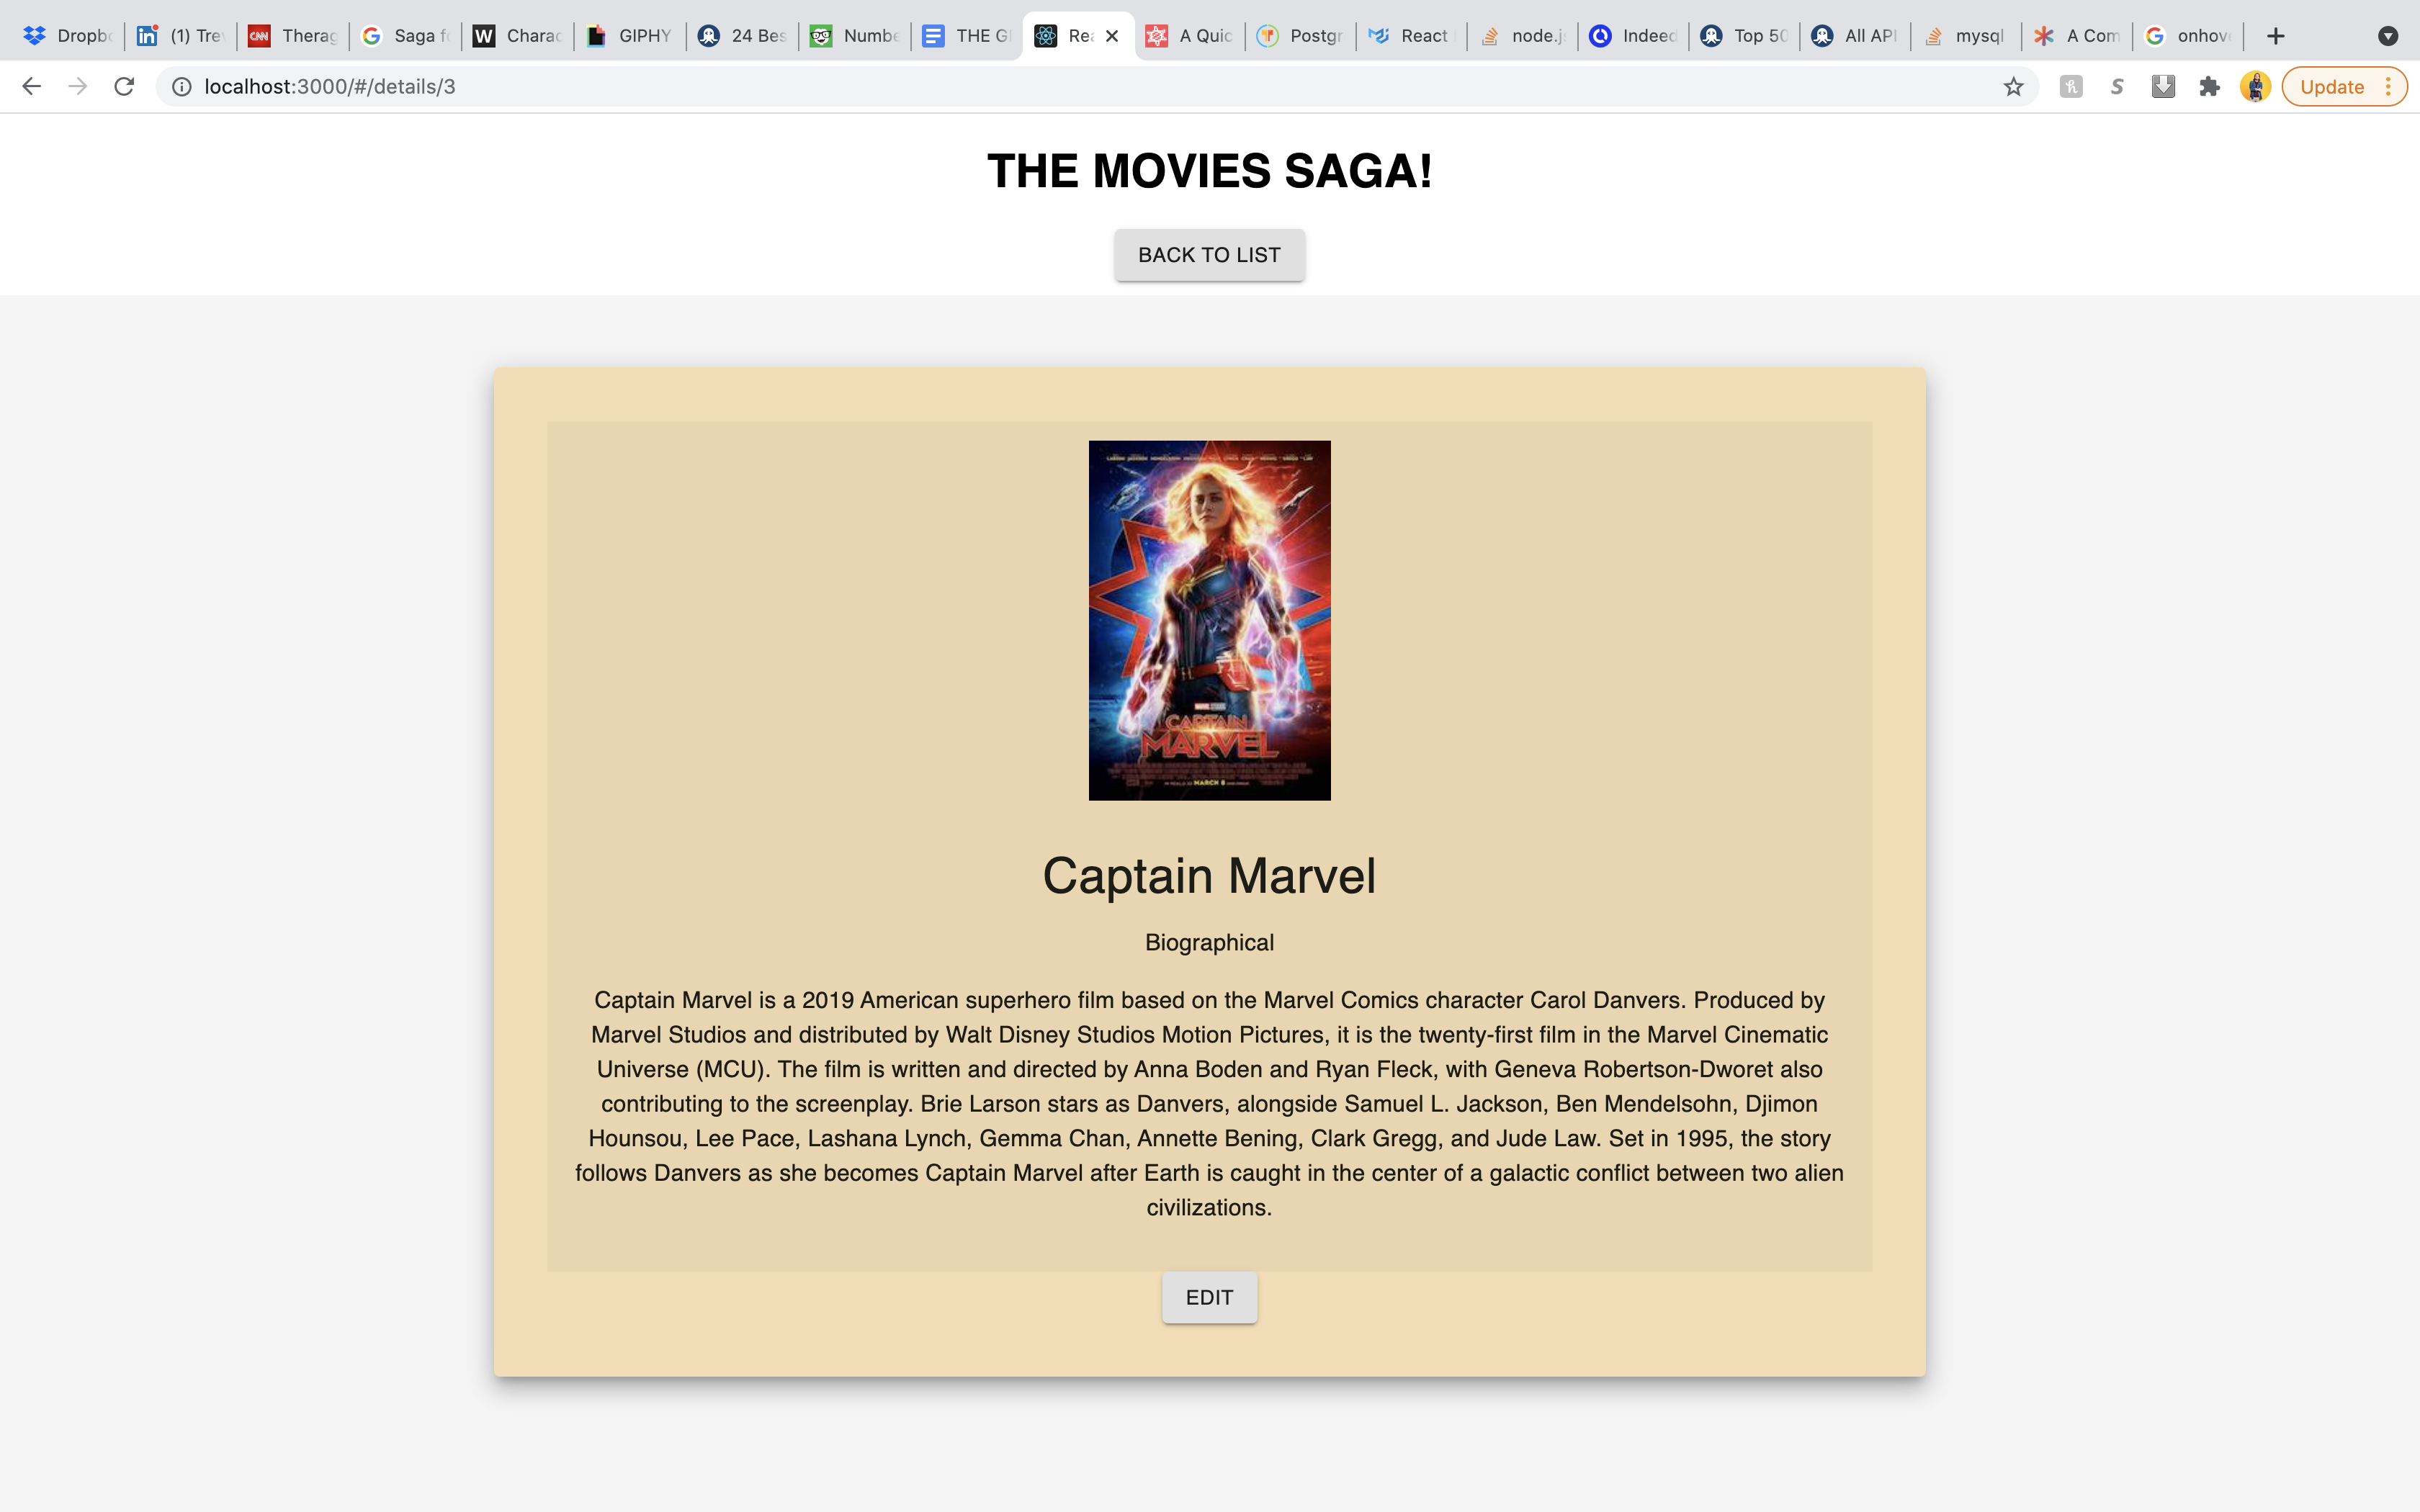 Dropbo
(1) Tre
CNN
Therag
Saga f
W
Charac
GIPHY
24 Bes
Numbe
THE G
Rea
A Quic
Postgr
React
node.j
Indeed
Top 50
All API
mysql
A Com
onhove
localhost:3000/#/details/3
Update
THE MOVIES SAGA!
BACK TO LIST
MARVEL STUDIOS
CAPTAIN
MARVEL
MARCH 8
Captain Marvel
Biographical
Captain Marvel is a 2019 American superhero film based on the Marvel Comics character Carol Danvers. Produced by
Marvel Studios and distributed by Walt Disney Studios Motion Pictures, it is the twenty-first film in the Marvel Cinematic
Universe (MCU). The film is written and directed by Anna Boden and Ryan Fleck, with Geneva Robertson-Dworet also
contributing to the screenplay. Brie Larson stars as Danvers, alongside Samuel L. Jackson, Ben Mendelsohn, Djimon
Hounsou, Lee Pace, Lashana Lynch, Gemma Chan, Annette Bening, Clark Gregg, and Jude Law. Set in 1995, the story
follows Danvers as she becomes Captain Marvel after Earth is caught in the center of a galactic conflict between two alien
civilizations.
EDIT